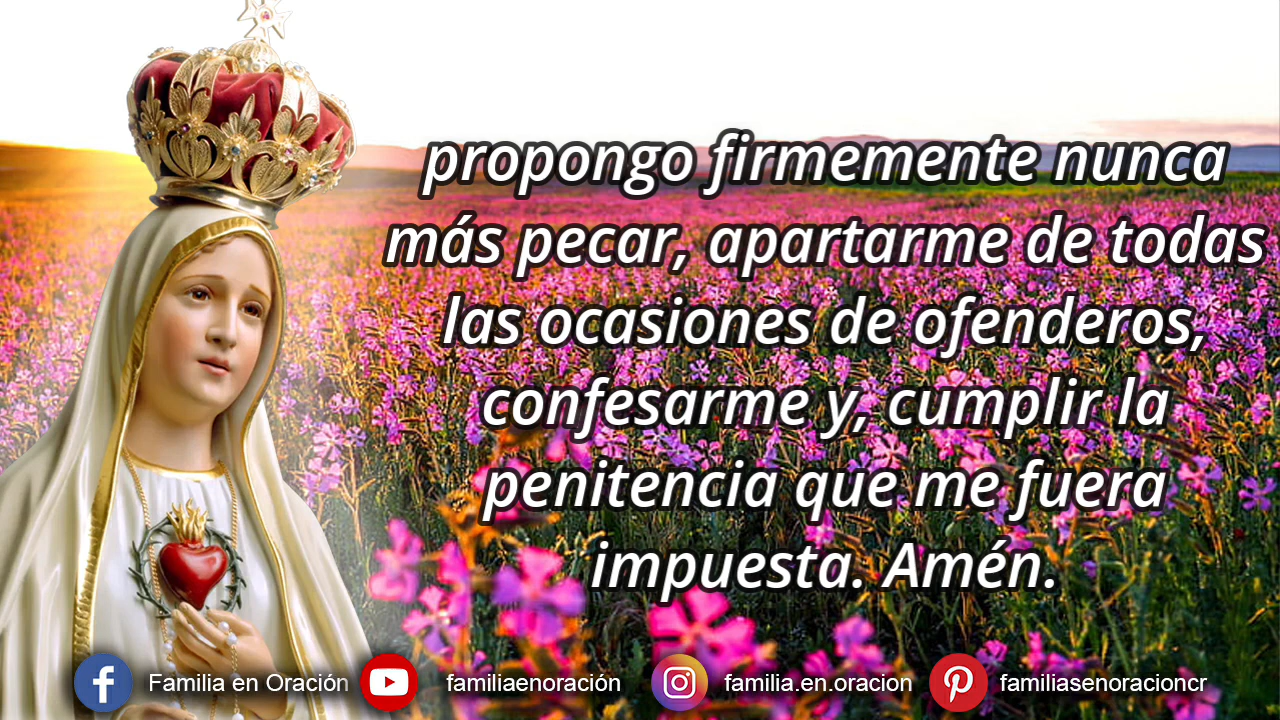 propongo firmemente nunca
más pecar, apartarme de todas
las ocasiones de ofenderos,
confesarme y, cumplir la
penitencia que me fuera
impuesta. Amén.
Familia en Oración familiaenoración familia.en.oracion familiasenoracioncr